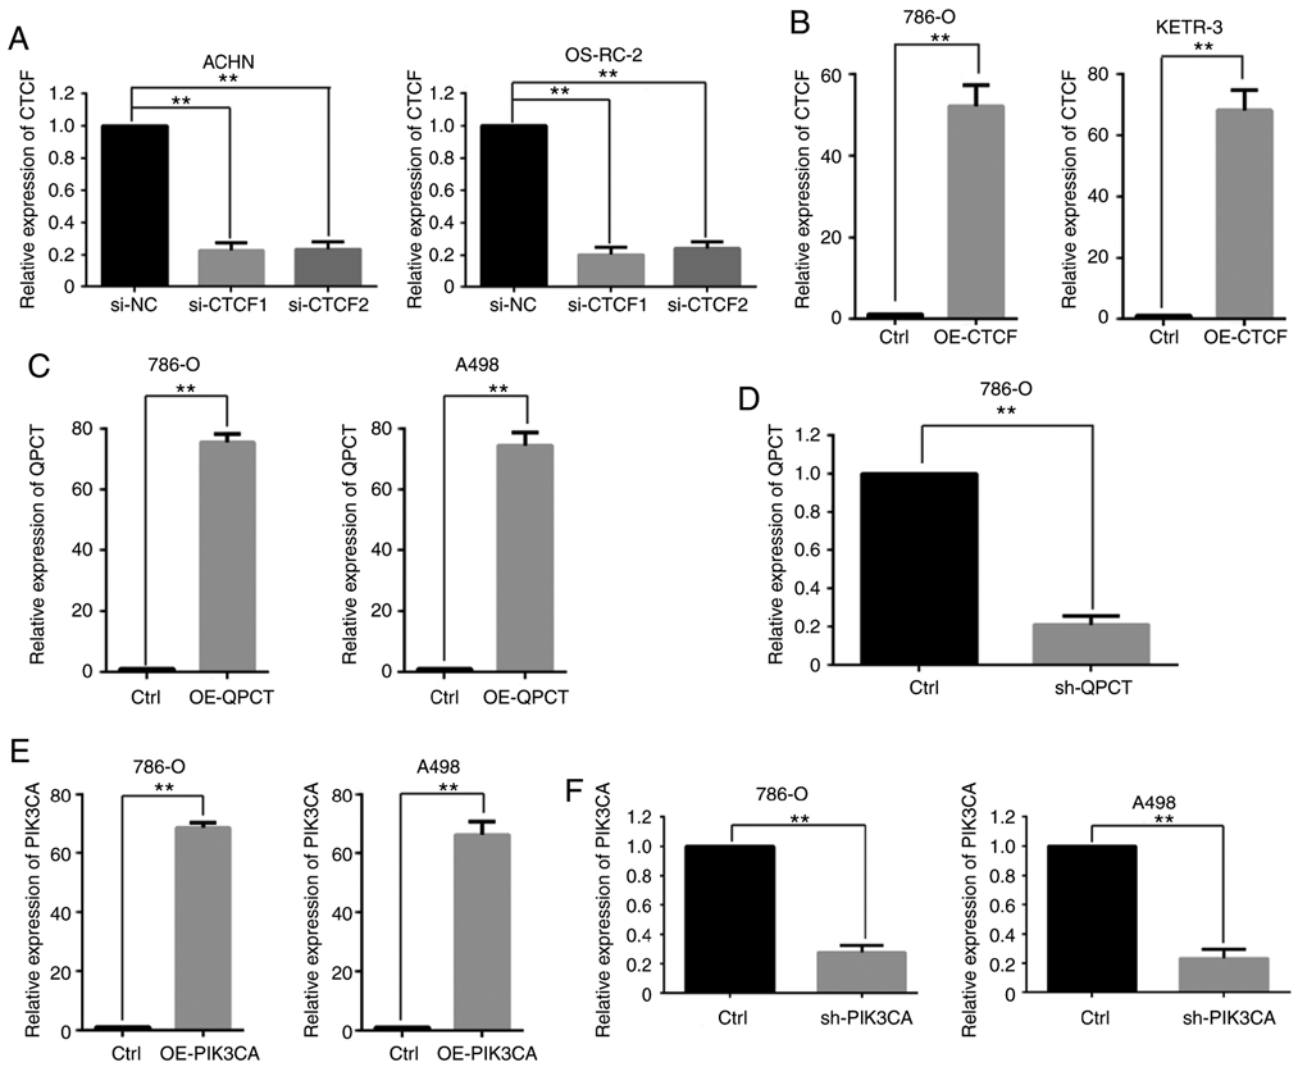 A
ACHN
**
**
Relative expression of CTCF
1.2
1.0
0.8
0.6
0.4
0.2
0
si-NC si-CTCF1 si-CTCF2
OS-RC-2
**
**
Relative expression of CTCF
1.2
1.0
0.8
0.6
0.4
0.2
0
si-NC si-CTCF1 si-CTCF2
B
786-O
**
Relative expression of CTCF
60
40
20
0
Ctrl OE-CTCF
KETR-3
**
Relative expression of CTCF
80
60
40
20
0
Ctrl OE-CTCF
C
786-O
**
Relative expression of QPCT
80
60
40
20
0
Ctrl OE-QPCT
A498
**
Relative expression of QPCT
80
60
40
20
0
Ctrl OE-QPCT
D
786-O
**
Relative expression of QPCT
1.2
1.0
0.8
0.6
0.4
0.2
0
Ctrl sh-QPCT
E
786-O
**
Relative expression of PIK3CA
80
60
40
20
0
Ctrl OE-PIK3CA
A498
**
Relative expression of PIK3CA
80
60
40
20
0
Ctrl OE-PIK3CA
F
786-O
**
Relative expression of PIK3CA
1.2
1.0
0.8
0.6
0.4
0.2
0
Ctrl sh-PIK3CA
A498
**
Relative expression of PIK3CA
1.2
1.0
0.8
0.6
0.4
0.2
0
Ctrl sh-PIK3CA